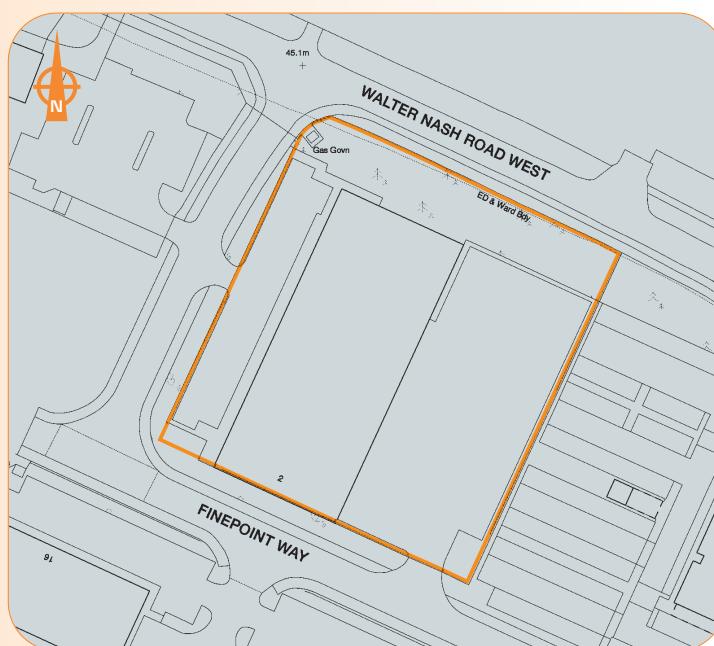 45.1m
WALTER NASH ROAD WEST
N
Gas Govn
ED & Ward Bdy
2
FINEPOINT WAY
16